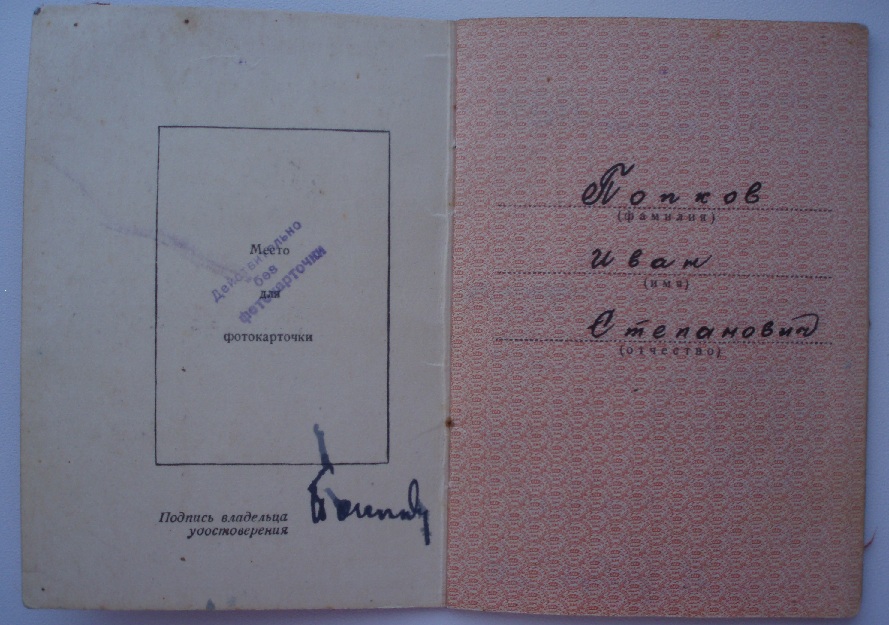 Место
для
фотокарточки
Действительно
без
фотокарточки
Подпись владельца
удостоверения
Попков
(фамилия)
Иван
(имя)
Степанович
(отчество)